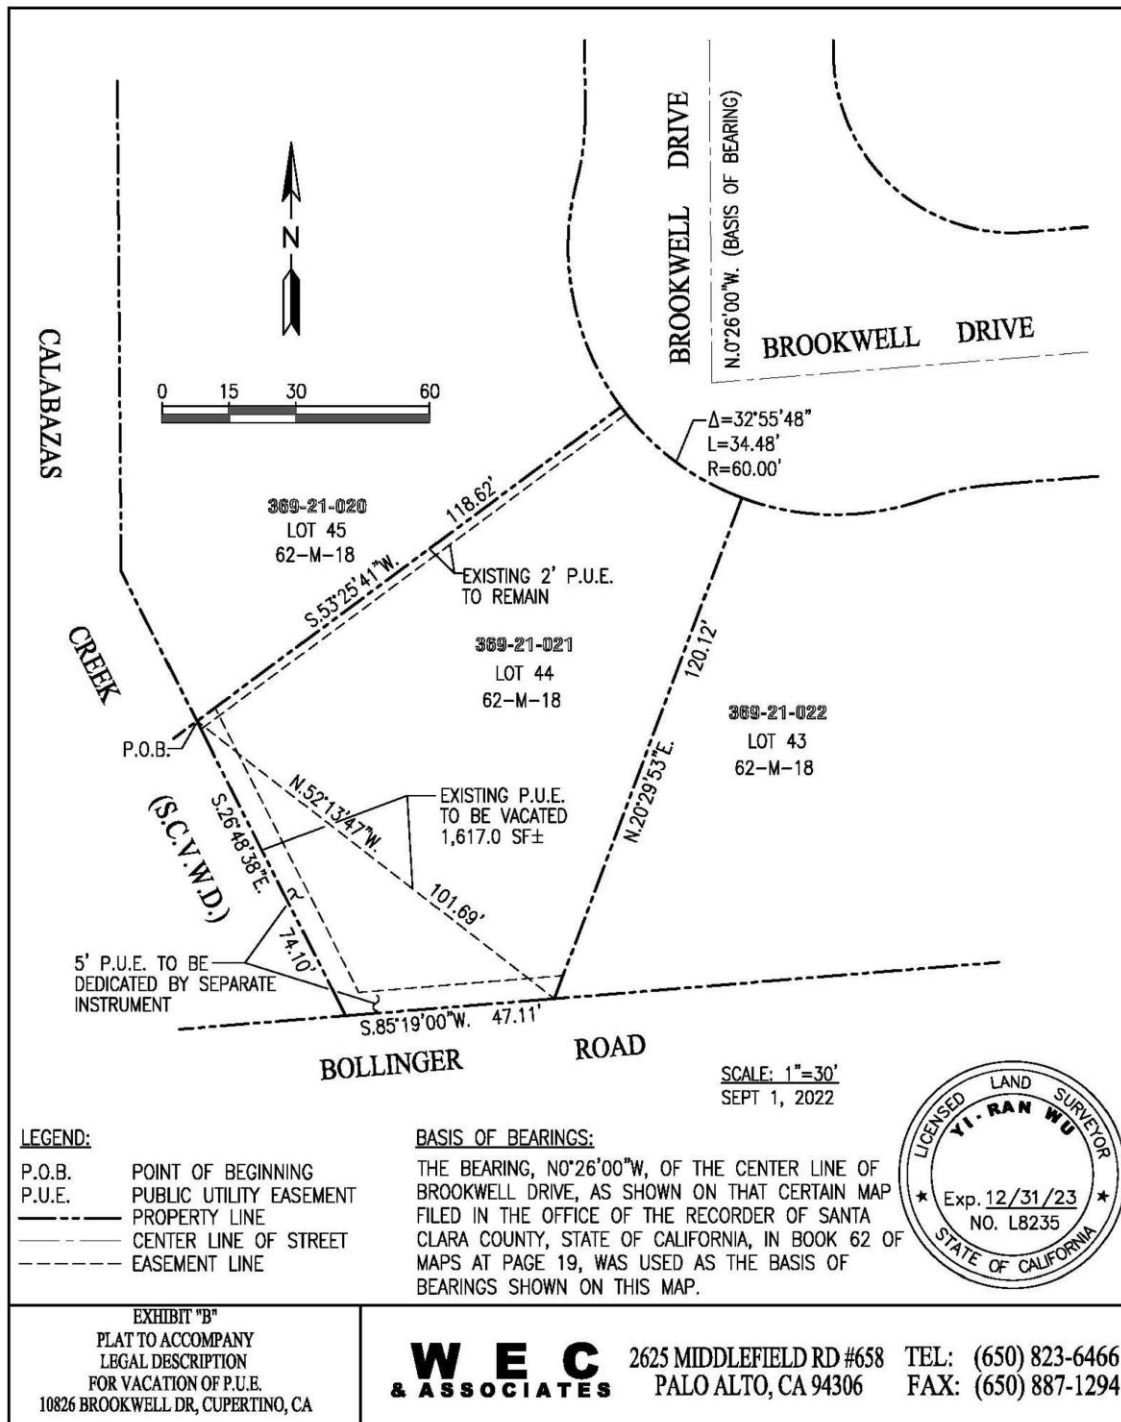 BROOKWELL DRIVE
N.0°26'00"W. (BASIS OF BEARING)
BROOKWELL DRIVE
N
CALABAZAS
0 15 30 60
Δ=32°55'48"
L=34.48'
R=60.00'
369-21-020
LOT 45
62-M-18
118.62'
S.53°25'41"W.
EXISTING 2' P.U.E.
TO REMAIN
CREEK
369-21-021
LOT 44
62-M-18
120.12'
369-21-022
LOT 43
62-M-18
P.O.B.
N.52°13'47"W.
EXISTING P.U.E.
TO BE VACATED
1,617.0 SF±
N.20°29'53"E.
(S.C.V.W.D.)
S.26°48'38"E.
101.69'
74.10'
5' P.U.E. TO BE
DEDICATED BY SEPARATE
INSTRUMENT
S.85°19'00"W. 47.11'
BOLLINGER ROAD
SCALE: 1"=30'
SEPT 1, 2022
LICENSED LAND SURVEYOR
YI-RAN WU
Exp. 12/31/23
NO. L8235
STATE OF CALIFORNIA
LEGEND:
P.O.B. POINT OF BEGINNING
P.U.E. PUBLIC UTILITY EASEMENT
PROPERTY LINE
CENTER LINE OF STREET
EASEMENT LINE
BASIS OF BEARINGS:
THE BEARING, N0°26'00"W, OF THE CENTER LINE OF
BROOKWELL DRIVE, AS SHOWN ON THAT CERTAIN MAP
FILED IN THE OFFICE OF THE RECORDER OF SANTA
CLARA COUNTY, STATE OF CALIFORNIA, IN BOOK 62 OF
MAPS AT PAGE 19, WAS USED AS THE BASIS OF
BEARINGS SHOWN ON THIS MAP.
EXHIBIT "B"
PLAT TO ACCOMPANY
LEGAL DESCRIPTION
FOR VACATION OF P.U.E.
10826 BROOKWELL DR, CUPERTINO, CA
W E C
& ASSOCIATES
2625 MIDDLEFIELD RD #658
PALO ALTO, CA 94306
TEL: (650) 823-6466
FAX: (650) 887-1294